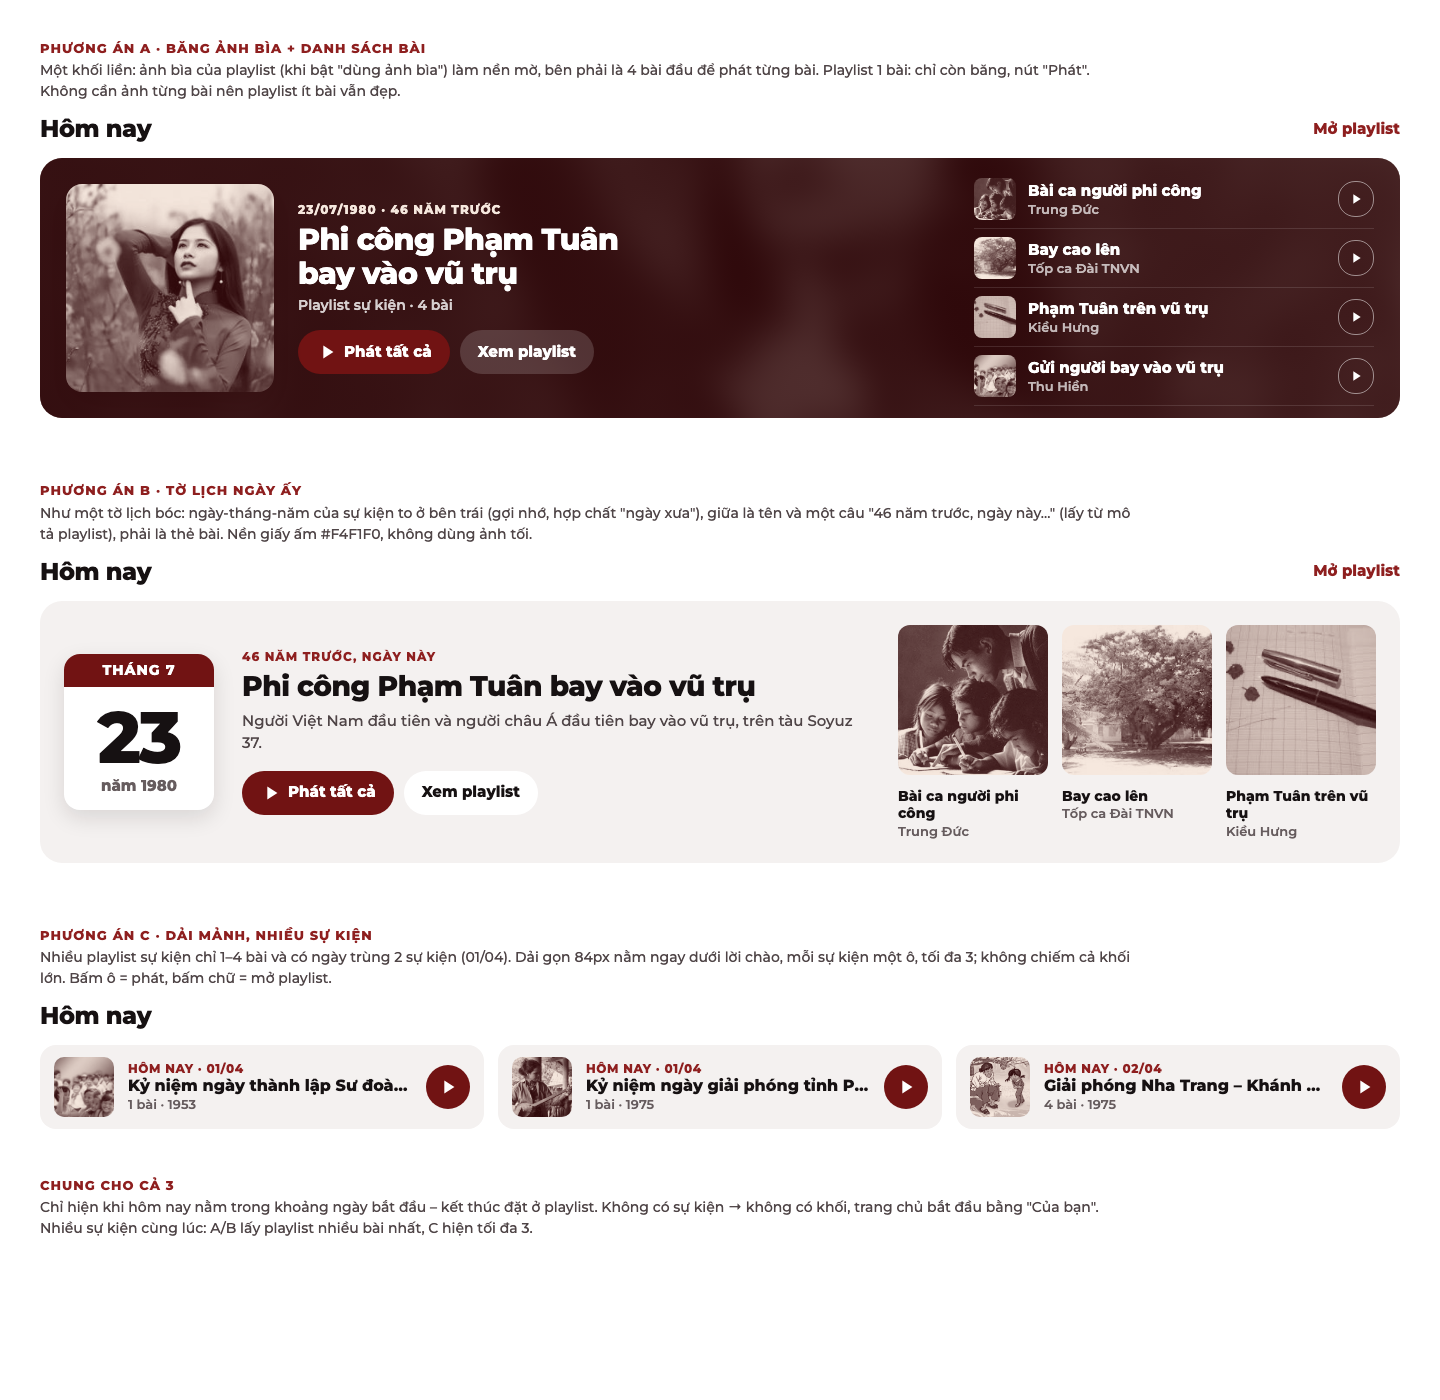 PHƯƠNG ÁN A · BĂNG ẢNH BÌA + DANH SÁCH BÀI
Một khối liền: ảnh bìa của playlist (khi bật "dùng ảnh bìa") làm nền mờ, bên phải là 4 bài đầu để phát từng bài. Playlist 1 bài: chỉ còn băng, nút "Phát".
Không cần ảnh từng bài nên playlist ít bài vẫn đẹp.
Hôm nay
Mở playlist
23/07/1980 · 46 NĂM TRƯỚC
Phi công Phạm Tuân
bay vào vũ trụ
Playlist sự kiện · 4 bài
Phát tất cả
Xem playlist
Bài ca người phi công
Trung Đức
Bay cao lên
Tốp ca Đài TNVN
Phạm Tuân trên vũ trụ
Kiều Hưng
Gửi người bay vào vũ trụ
Thu Hiền
PHƯƠNG ÁN B · TỜ LỊCH NGÀY ẤY
Như một tờ lịch bóc: ngày-tháng-năm của sự kiện to ở bên trái (gợi nhớ, hợp chất "ngày xưa"), giữa là tên và một câu "46 năm trước, ngày này..." (lấy từ mô
tả playlist), phải là thẻ bài. Nền giấy ấm #F4F1F0, không dùng ảnh tối.
Hôm nay
Mở playlist
THÁNG 7
23
năm 1980
46 NĂM TRƯỚC, NGÀY NÀY
Phi công Phạm Tuân bay vào vũ trụ
Người Việt Nam đầu tiên và người châu Á đầu tiên bay vào vũ trụ, trên tàu Soyuz
37.
Phát tất cả
Xem playlist
Bài ca người phi
công
Trung Đức
Bay cao lên
Tốp ca Đài TNVN
Phạm Tuân trên vũ
trụ
Kiều Hưng
PHƯƠNG ÁN C · DẢI MẢNH, NHIỀU SỰ KIỆN
Nhiều playlist sự kiện chỉ 1–4 bài và có ngày trùng 2 sự kiện (01/04). Dải gọn 84px nằm ngay dưới lời chào, mỗi sự kiện một ô, tối đa 3; không chiếm cả khối
lớn. Bấm ô = phát, bấm chữ = mở playlist.
Hôm nay
HÔM NAY · 01/04
Kỷ niệm ngày thành lập Sư đoà...
1 bài · 1953
HÔM NAY · 01/04
Kỷ niệm ngày giải phóng tỉnh P...
1 bài · 1975
HÔM NAY · 02/04
Giải phóng Nha Trang – Khánh ...
4 bài · 1975
CHUNG CHO CẢ 3
Chỉ hiện khi hôm nay nằm trong khoảng ngày bắt đầu – kết thúc đặt ở playlist. Không có sự kiện → không có khối, trang chủ bắt đầu bằng "Của bạn".
Nhiều sự kiện cùng lúc: A/B lấy playlist nhiều bài nhất, C hiện tối đa 3.